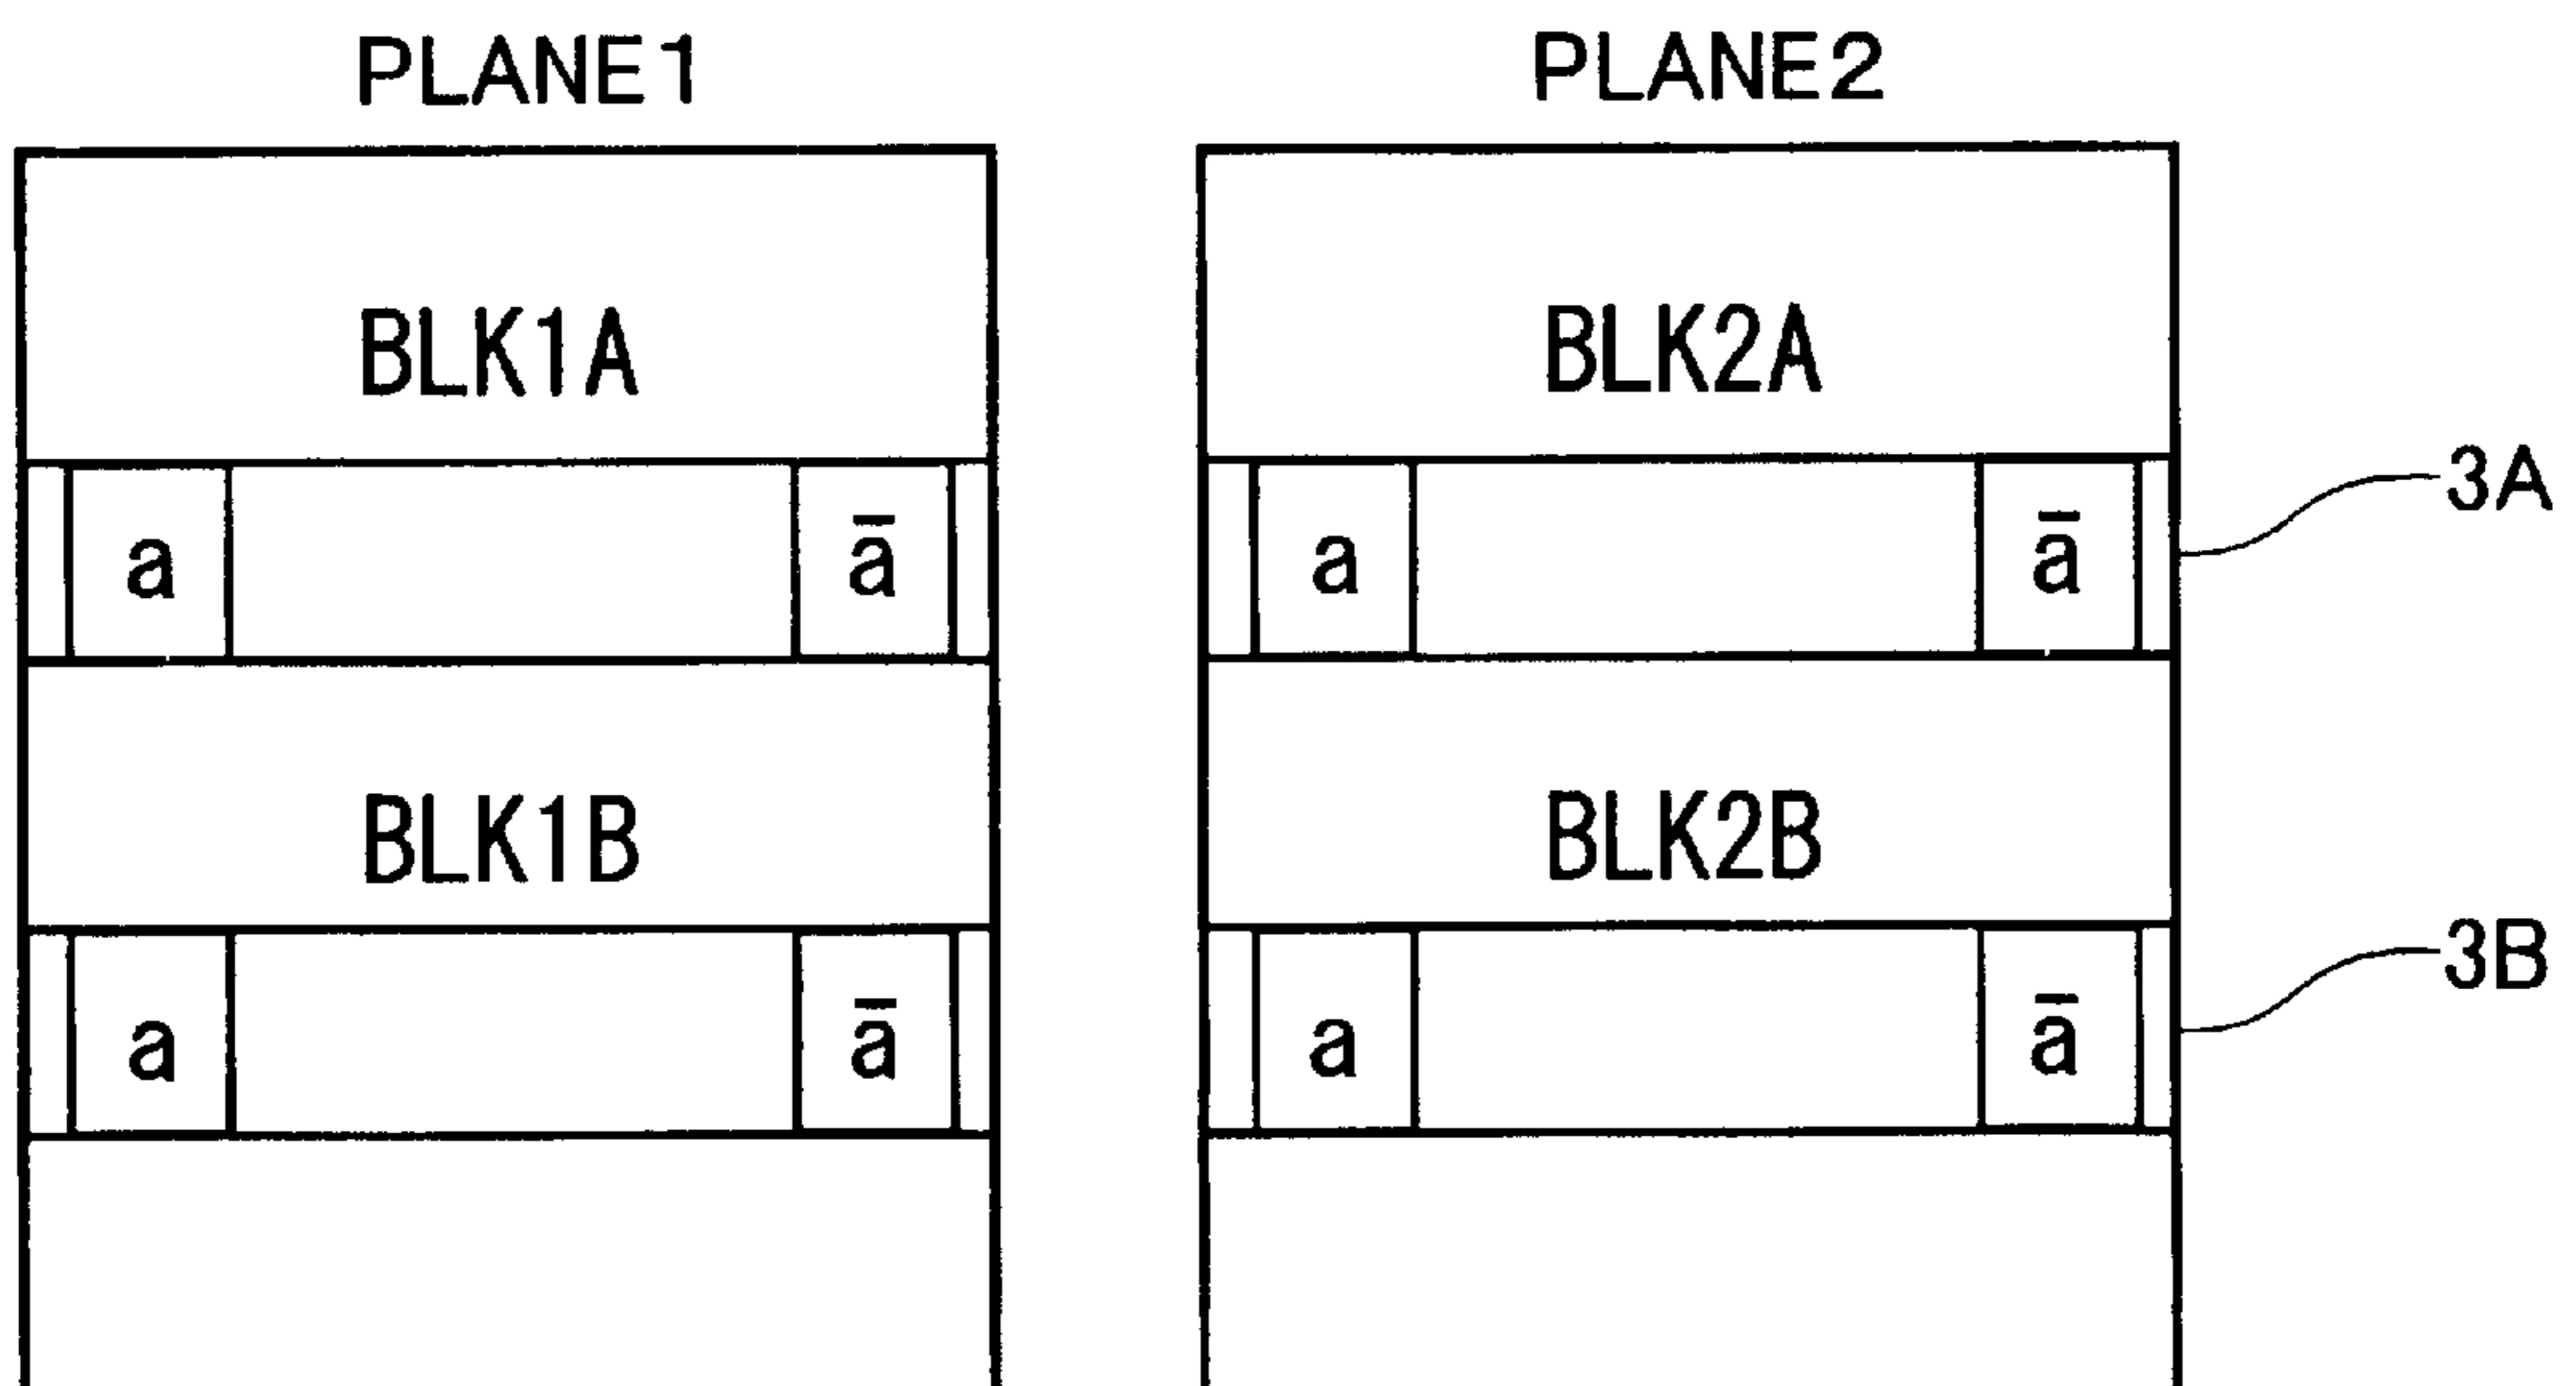 PLANE1 PLANE2
BLK1A BLK2A
3A
a ā a ā
BLK1B BLK2B
3B
a ā a ā